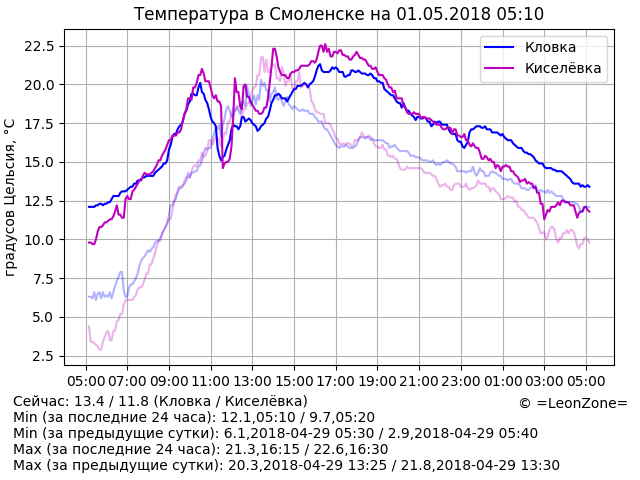 Температура в Смоленске на 01.05.2018 05:10
градусов Цельсия, °C
22.5
20.0
17.5
15.0
12.5
10.0
7.5
5.0
2.5
Кловка
Киселёвка
05:00 07:00 09:00 11:00 13:00 15:00 17:00 19:00 21:00 23:00 01:00 03:00 05:00
Сейчас: 13.4 / 11.8 (Кловка / Киселёвка)
© =LeonZone=
Min (за последние 24 часа): 12.1,05:10 / 9.7,05:20
Min (за предыдущие сутки): 6.1,2018-04-29 05:30 / 2.9,2018-04-29 05:40
Max (за последние 24 часа): 21.3,16:15 / 22.6,16:30
Max (за предыдущие сутки): 20.3,2018-04-29 13:25 / 21.8,2018-04-29 13:30